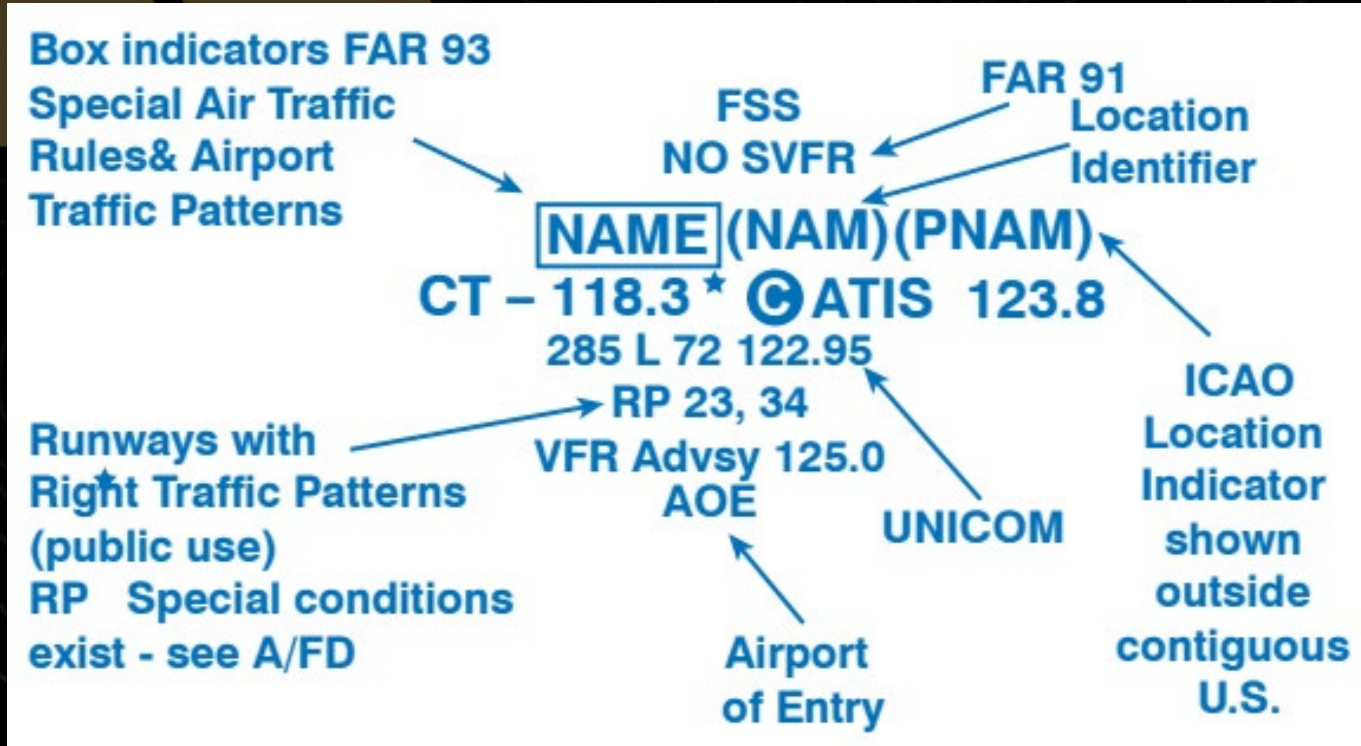 Box indicators FAR 93
Special Air Traffic
Rules& Airport
Traffic Patterns
FSS
NO SVFR
FAR 91
Location
Identifier
NAME (NAM)(PNAM)
CT – 118.3 ★ C ATIS 123.8
285 L 72 122.95
RP 23, 34
VFR Advsy 125.0
AOE
Runways with
Right Traffic Patterns
(public use)
RP Special conditions
exist - see A/FD
UNICOM
Airport
of Entry
ICAO
Location
Indicator
shown
outside
contiguous
U.S.